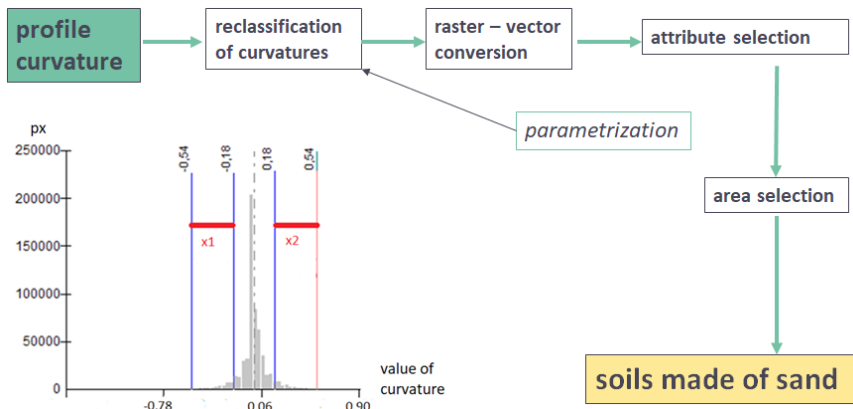 profile
curvature
reclassification
of curvatures
raster – vector
conversion
attribute selection
parametrization
area selection
soils made of sand
px
250000
200000
150000
100000
50000
0
-0,54
-0,18
0,18
0,54
x1
x2
-0.78
0.06
0.90
value of
curvature